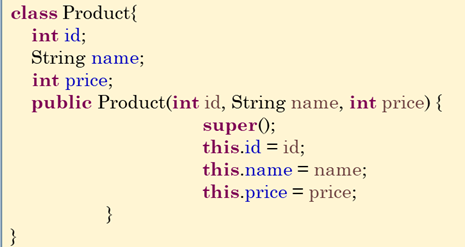 class Product{
int id;
String name;
int price;
public Product(int id, String name, int price) {
super();
this.id = id;
this.name = name;
this.price = price;
}
}